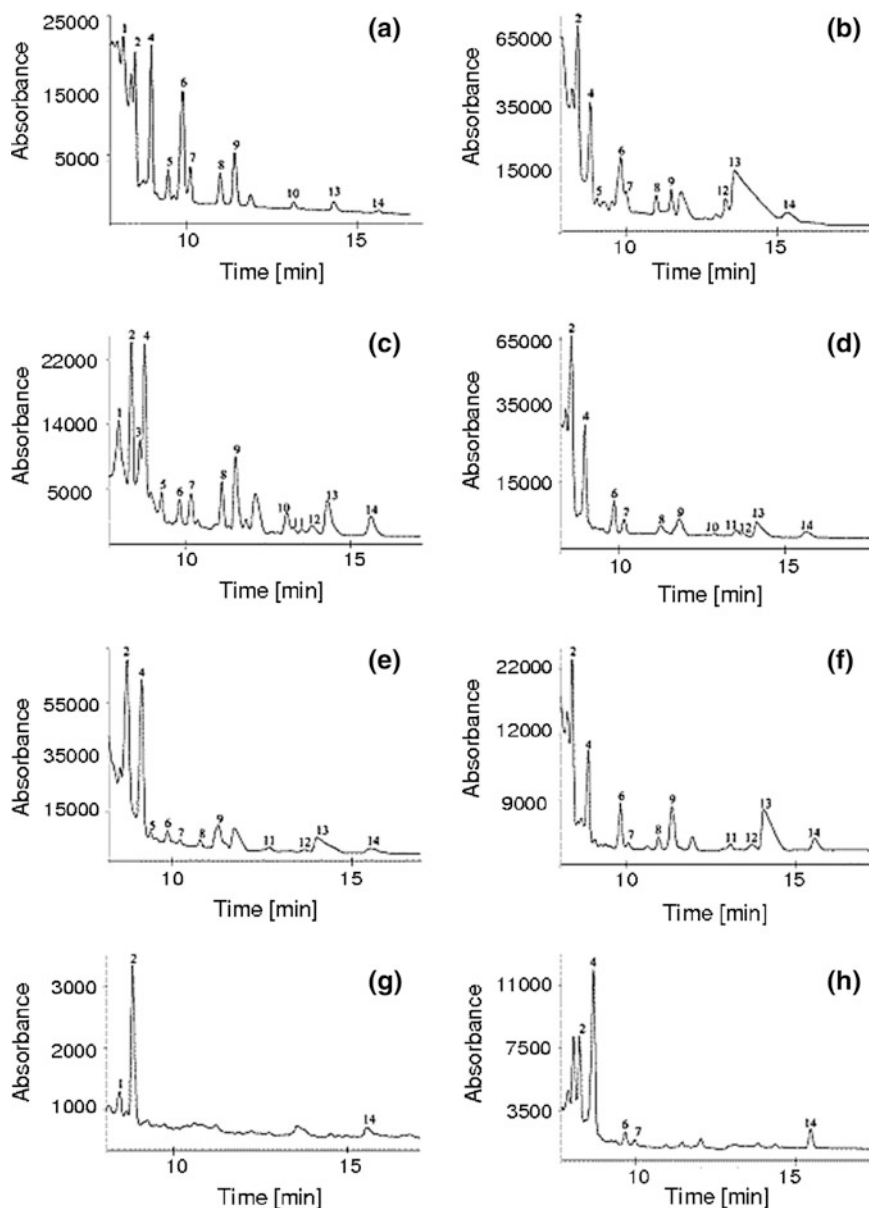 (a)
Absorbance
25000
15000
5000
1 2 4 5 6 7 8 9 10 13 14
10 15
Time [min]
(b)
Absorbance
65000
35000
15000
2 4 5 6 7 8 9 12 13 14
10 15
Time [min]
(c)
Absorbance
22000
14000
5000
1 2 3 4 5 6 7 8 9 10 12 13 14
10 15
Time [min]
(d)
Absorbance
65000
35000
15000
2 4 6 7 8 9 10 11 12 13 14
10 15
Time [min]
(e)
Absorbance
55000
35000
15000
2 4 5 6 7 8 9 11 12 13 14
10 15
Time [min]
(f)
Absorbance
22000
12000
9000
2 4 6 7 8 9 11 12 13 14
10 15
Time [min]
(g)
Absorbance
3000
2000
1000
1 2 14
10 15
Time [min]
(h)
Absorbance
11000
7500
3500
2 4 6 7 14
10 15
Time [min]